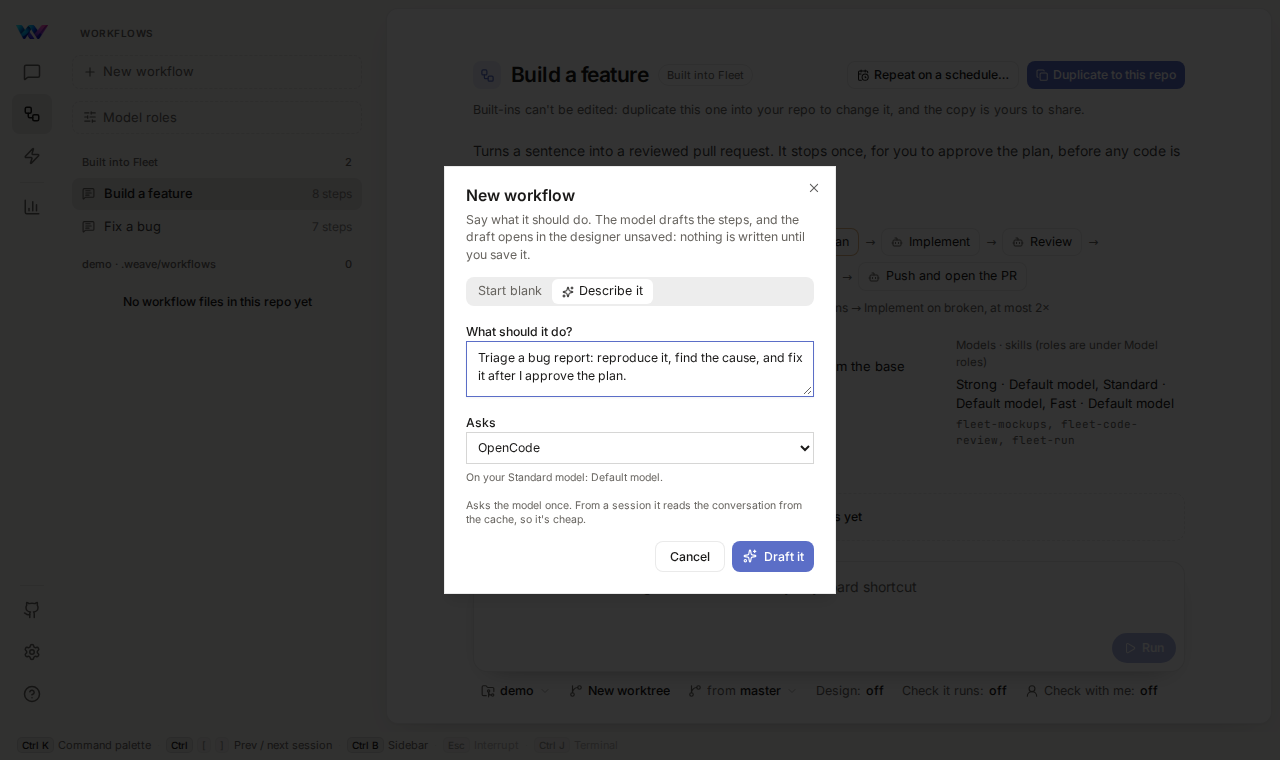 WORKFLOWS
New workflow
Model roles
Built into Fleet 2
Build a feature 8 steps
Fix a bug 7 steps
demo · .weave/workflows 0
No workflow files in this repo yet
Build a feature Built into Fleet Repeat on a schedule... Duplicate to this repo
Built-ins can't be edited: duplicate this one into your repo to change it, and the copy is yours to share.
Turns a sentence into a reviewed pull request. It stops once, for you to approve the plan, before any code is
→ Implement → Review →
→ Push and open the PR
→ Implement on broken, at most 2×
the base
Models · skills (roles are under Model
roles)
Strong · Default model, Standard ·
Default model, Fast · Default model
fleet-mockups, fleet-code-
review, fleet-run
yet
shortcut
Run
demo New worktree from master Design: off Check it runs: off Check with me: off
New workflow
Say what it should do. The model drafts the steps, and the
draft opens in the designer unsaved: nothing is written until
you save it.
Start blank Describe it
What should it do?
Triage a bug report: reproduce it, find the cause, and fix
it after I approve the plan.
Asks
OpenCode
On your Standard model: Default model.
Asks the model once. From a session it reads the conversation from
the cache, so it's cheap.
Cancel Draft it
Ctrl K Command palette Ctrl [ ] Prev / next session Ctrl B Sidebar Esc Interrupt Ctrl J Terminal